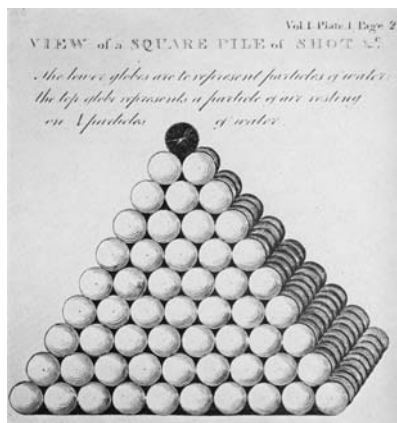 Vol I Plate I Page 2
VIEW of a SQUARE PILE of SHOT &c.
the lower globes are to represent particles of water
the top globe represents a particle of air resting
on 4 particles of water.